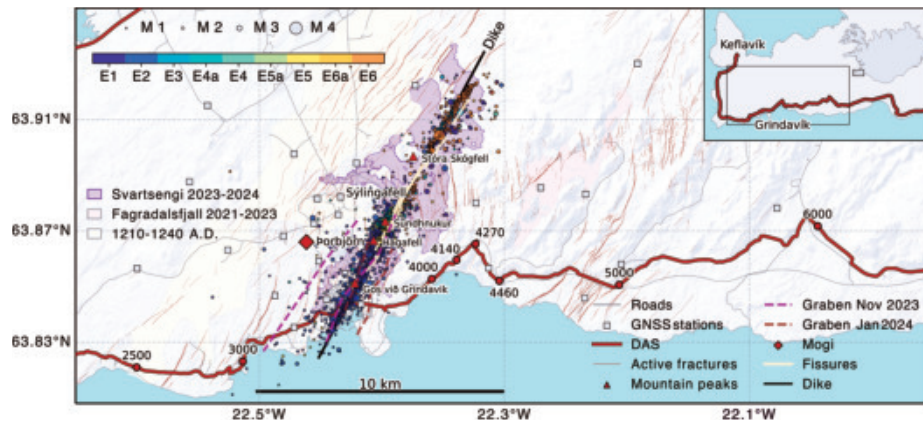 M 1 M 2 M 3 M 4
E1 E2 E3 E4a E4 E5a E5 E6a E6
Dike
Keflavík
Grindavík
63.91°N
63.87°N
63.83°N
Stóra Skógfell
Svartsengi 2023-2024
Fagradalsfjall 2021-2023
1210-1240 A.D.
Sýlingafell
Sundhnúkur
Þorbjörn
Hagafell
Gos við Grindavík
2500
3000
4000
4140
4270
4460
5000
6000
10 km
Roads
GNSS stations
DAS
Active fractures
Mountain peaks
Graben Nov 2023
Graben Jan 2024
Mogi
Fissures
Dike
22.5°W
22.3°W
22.1°W